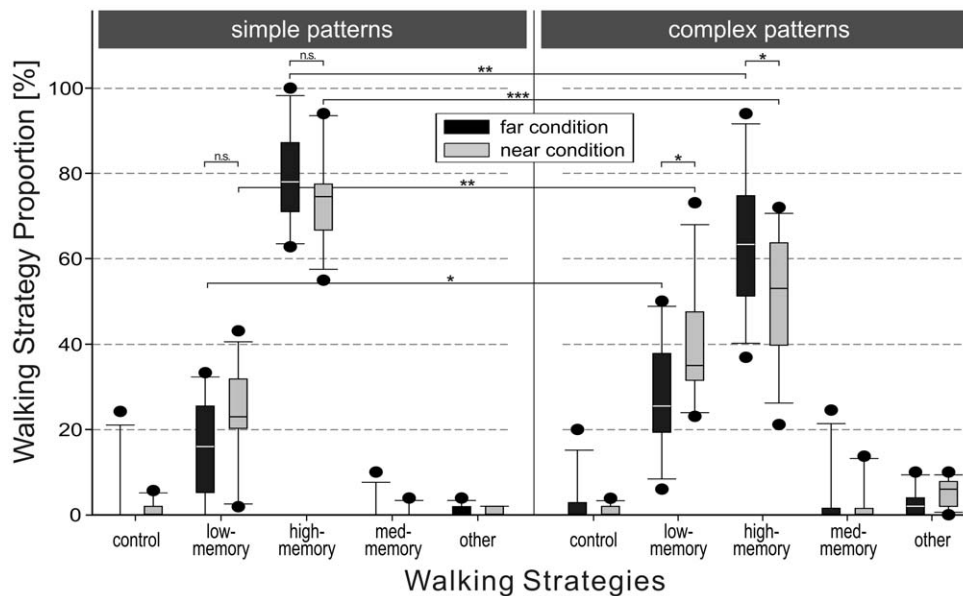 simple patterns
complex patterns
n.s.
**
*
***
far condition
near condition
n.s.
*
**
*
Walking Strategy Proportion [%]
100
80
60
40
20
0
control
low-
memory
high-
memory
med-
memory
other
control
low-
memory
high-
memory
med-
memory
other
Walking Strategies